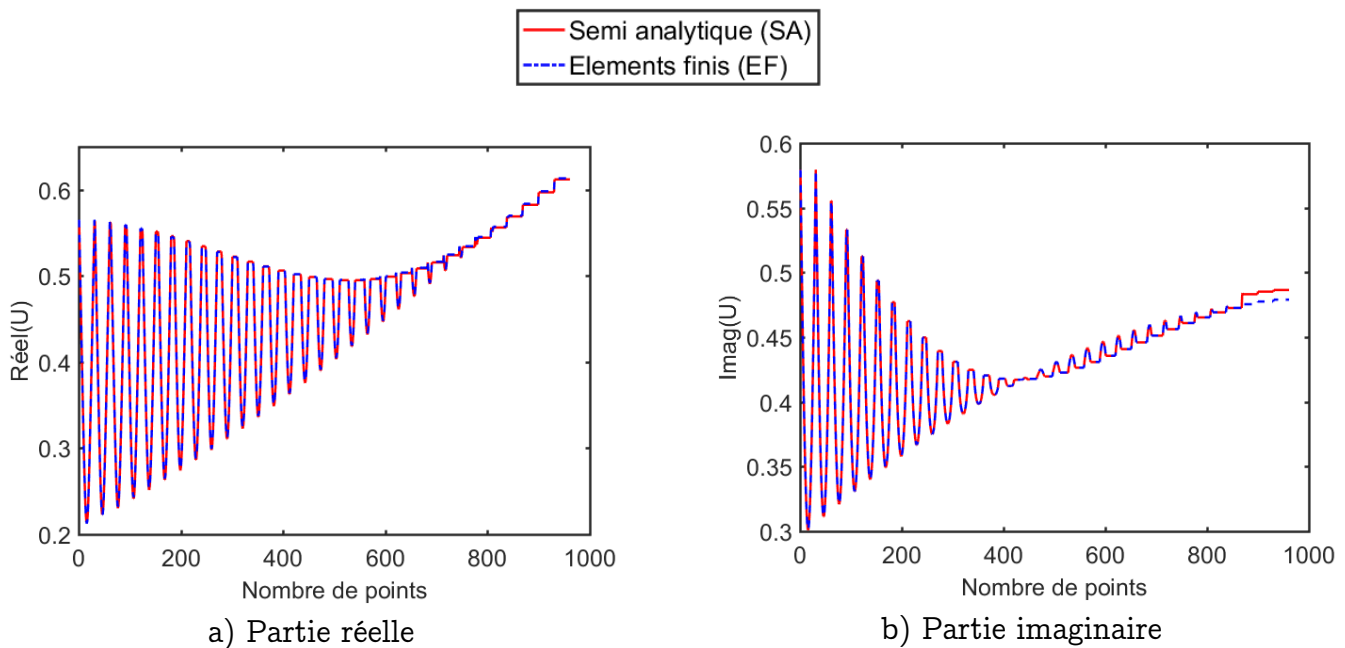 Semi analytique (SA)
Elements finis (EF)
Réel(U)
0.6
0.5
0.4
0.3
0.2
0 200 400 600 800 1000
Nombre de points
a) Partie réelle
Imag(U)
0.6
0.55
0.5
0.45
0.4
0.35
0.3
0 200 400 600 800 1000
Nombre de points
b) Partie imaginaire